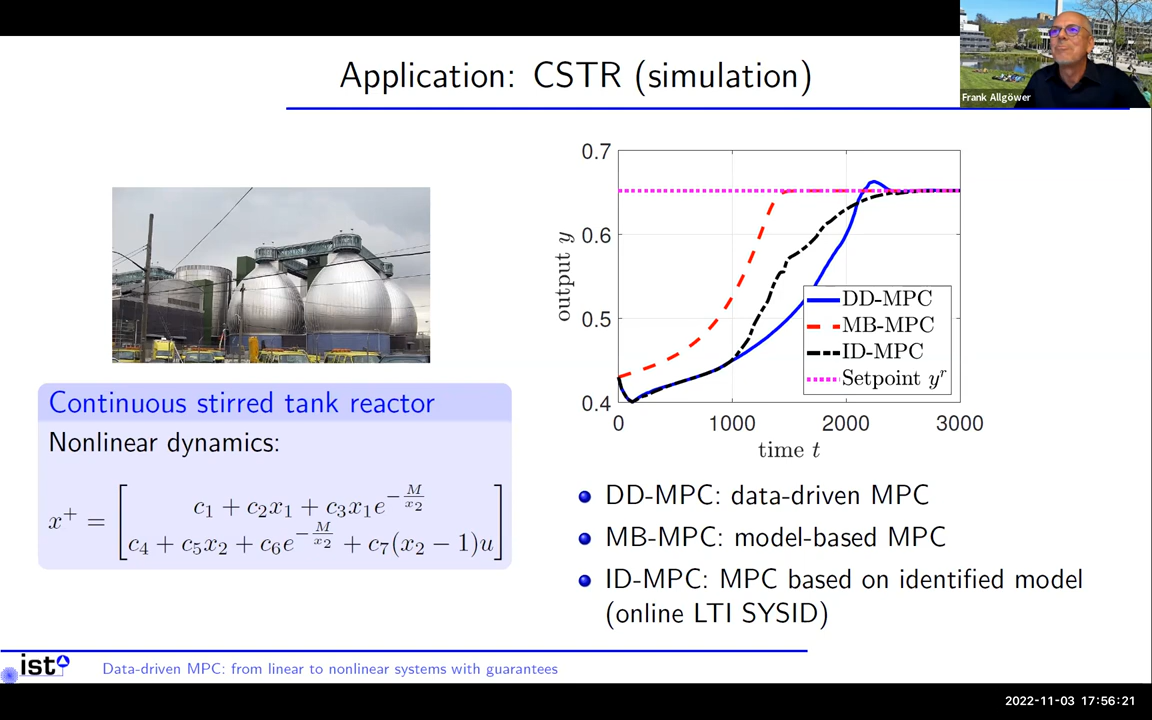 Application: CSTR (simulation)
Frank Allgöwer
Continuous stirred tank reactor
Nonlinear dynamics:
x⁺ = [ c₁ + c₂x₁ + c₃x₁e^(−M/x₂)
c₄ + c₅x₂ + c₆e^(−M/x₂) + c₇(x₂ − 1)u ]
0.7
0.6
0.5
0.4
output y
0 1000 2000 3000
time t
DD-MPC
MB-MPC
ID-MPC
Setpoint yʳ
DD-MPC: data-driven MPC
MB-MPC: model-based MPC
ID-MPC: MPC based on identified model
(online LTI SYSID)
ist
Data-driven MPC: from linear to nonlinear systems with guarantees
2022-11-03 17:56:21